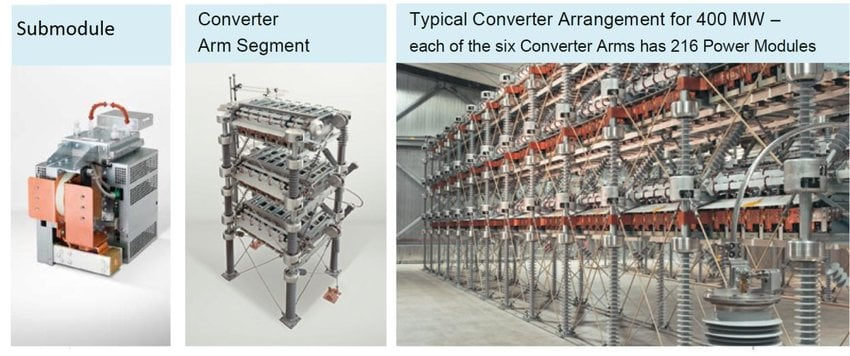 Submodule
Converter
Arm Segment
Typical Converter Arrangement for 400 MW –
each of the six Converter Arms has 216 Power Modules